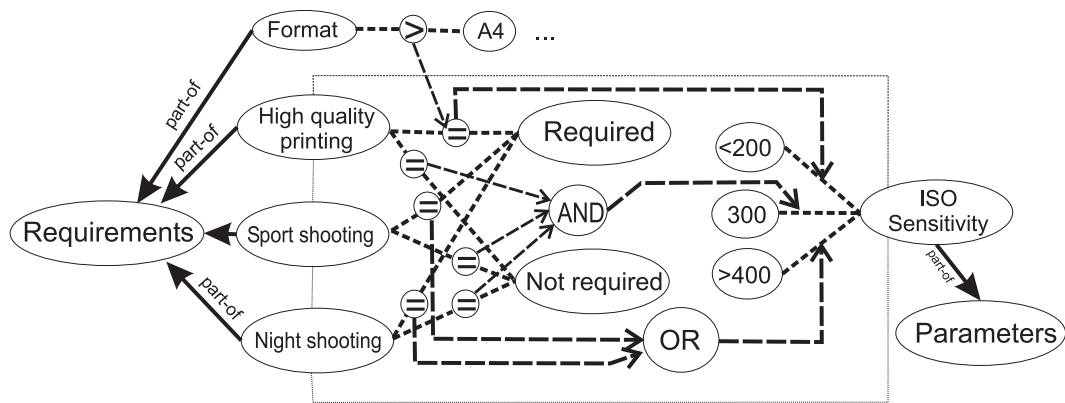 Format
>
A4
...
part-of
part-of
High quality
printing
=
Required
=
<200
Requirements
Sport shooting
=
AND
300
ISO
Sensitivity
=
Not required
>400
part-of
part-of
=
=
Night shooting
OR
Parameters